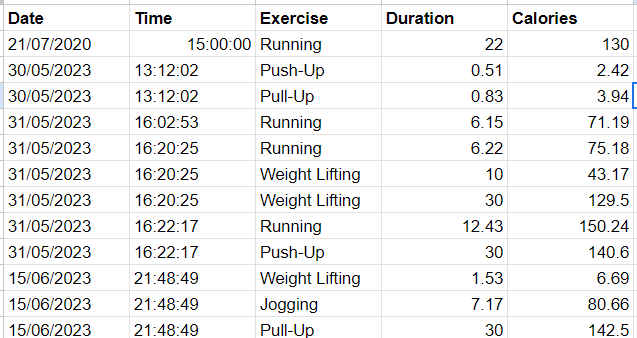 Date Time Exercise Duration Calories
21/07/2020 15:00:00 Running 22 130
30/05/2023 13:12:02 Push-Up 0.51 2.42
30/05/2023 13:12:02 Pull-Up 0.83 3.94
31/05/2023 16:02:53 Running 6.15 71.19
31/05/2023 16:20:25 Running 6.22 75.18
31/05/2023 16:20:25 Weight Lifting 10 43.17
31/05/2023 16:20:25 Weight Lifting 30 129.5
31/05/2023 16:22:17 Running 12.43 150.24
31/05/2023 16:22:17 Push-Up 30 140.6
15/06/2023 21:48:49 Weight Lifting 1.53 6.69
15/06/2023 21:48:49 Jogging 7.17 80.66
15/06/2023 21:48:49 Pull-Up 30 142.5